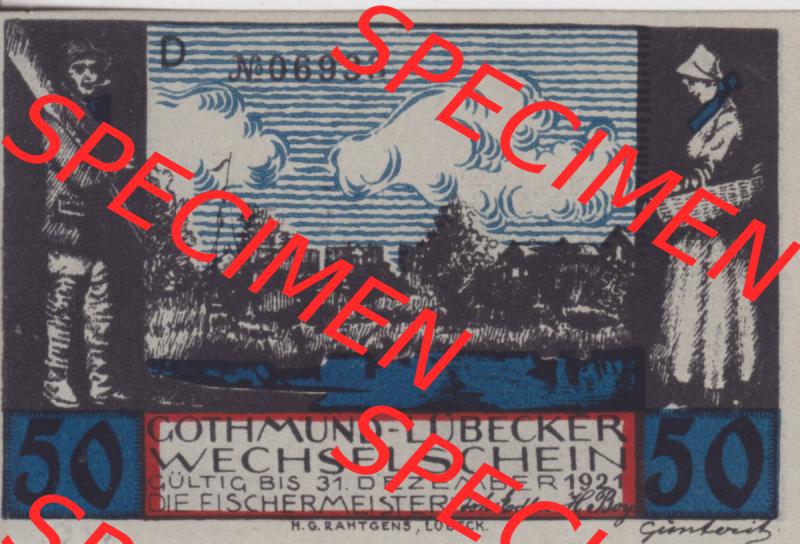 D №0693
50 GOTHMUND-LÜBECKER 50
WECHSELSCHEIN
GÜLTIG BIS 31. DEZEMBER 1921
DIE FISCHERMEISTER
H.G. RAHTGENS, LÜBECK.
SPECIMEN
SPECIMEN
SPECIMEN